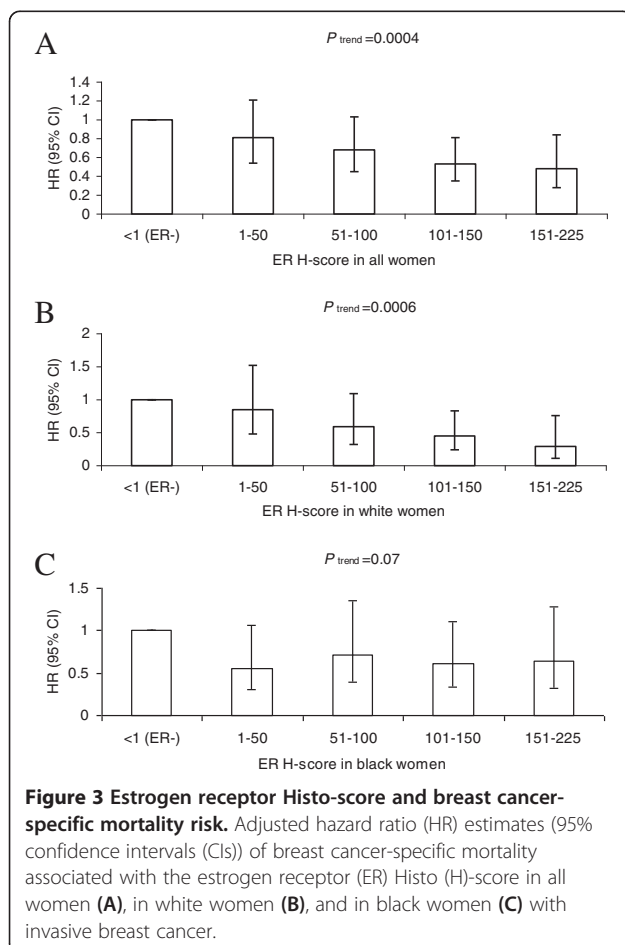 A
P trend =0.0004
HR (95% CI)
1.4
1.2
1
0.8
0.6
0.4
0.2
0
<1 (ER-) 1-50 51-100 101-150 151-225
ER H-score in all women
B
P trend =0.0006
HR (95% CI)
2
1.5
1
0.5
0
<1 (ER-) 1-50 51-100 101-150 151-225
ER H-score in white women
C
P trend =0.07
HR (95% CI)
1.5
1
0.5
0
<1 (ER-) 1-50 51-100 101-150 151-225
ER H-score in black women
Figure 3 Estrogen receptor Histo-score and breast cancer-
specific mortality risk. Adjusted hazard ratio (HR) estimates (95%
confidence intervals (CIs)) of breast cancer-specific mortality
associated with the estrogen receptor (ER) Histo (H)-score in all
women (A), in white women (B), and in black women (C) with
invasive breast cancer.